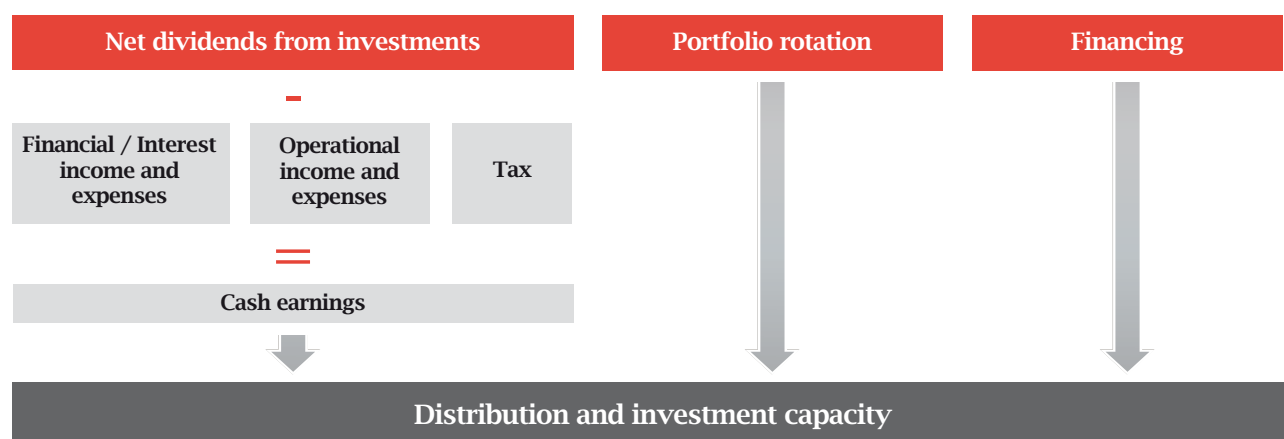 Net dividends from investments
Portfolio rotation
Financing
-
Financial / Interest
income and
expenses
Operational
income and
expenses
Tax
=
Cash earnings
Distribution and investment capacity